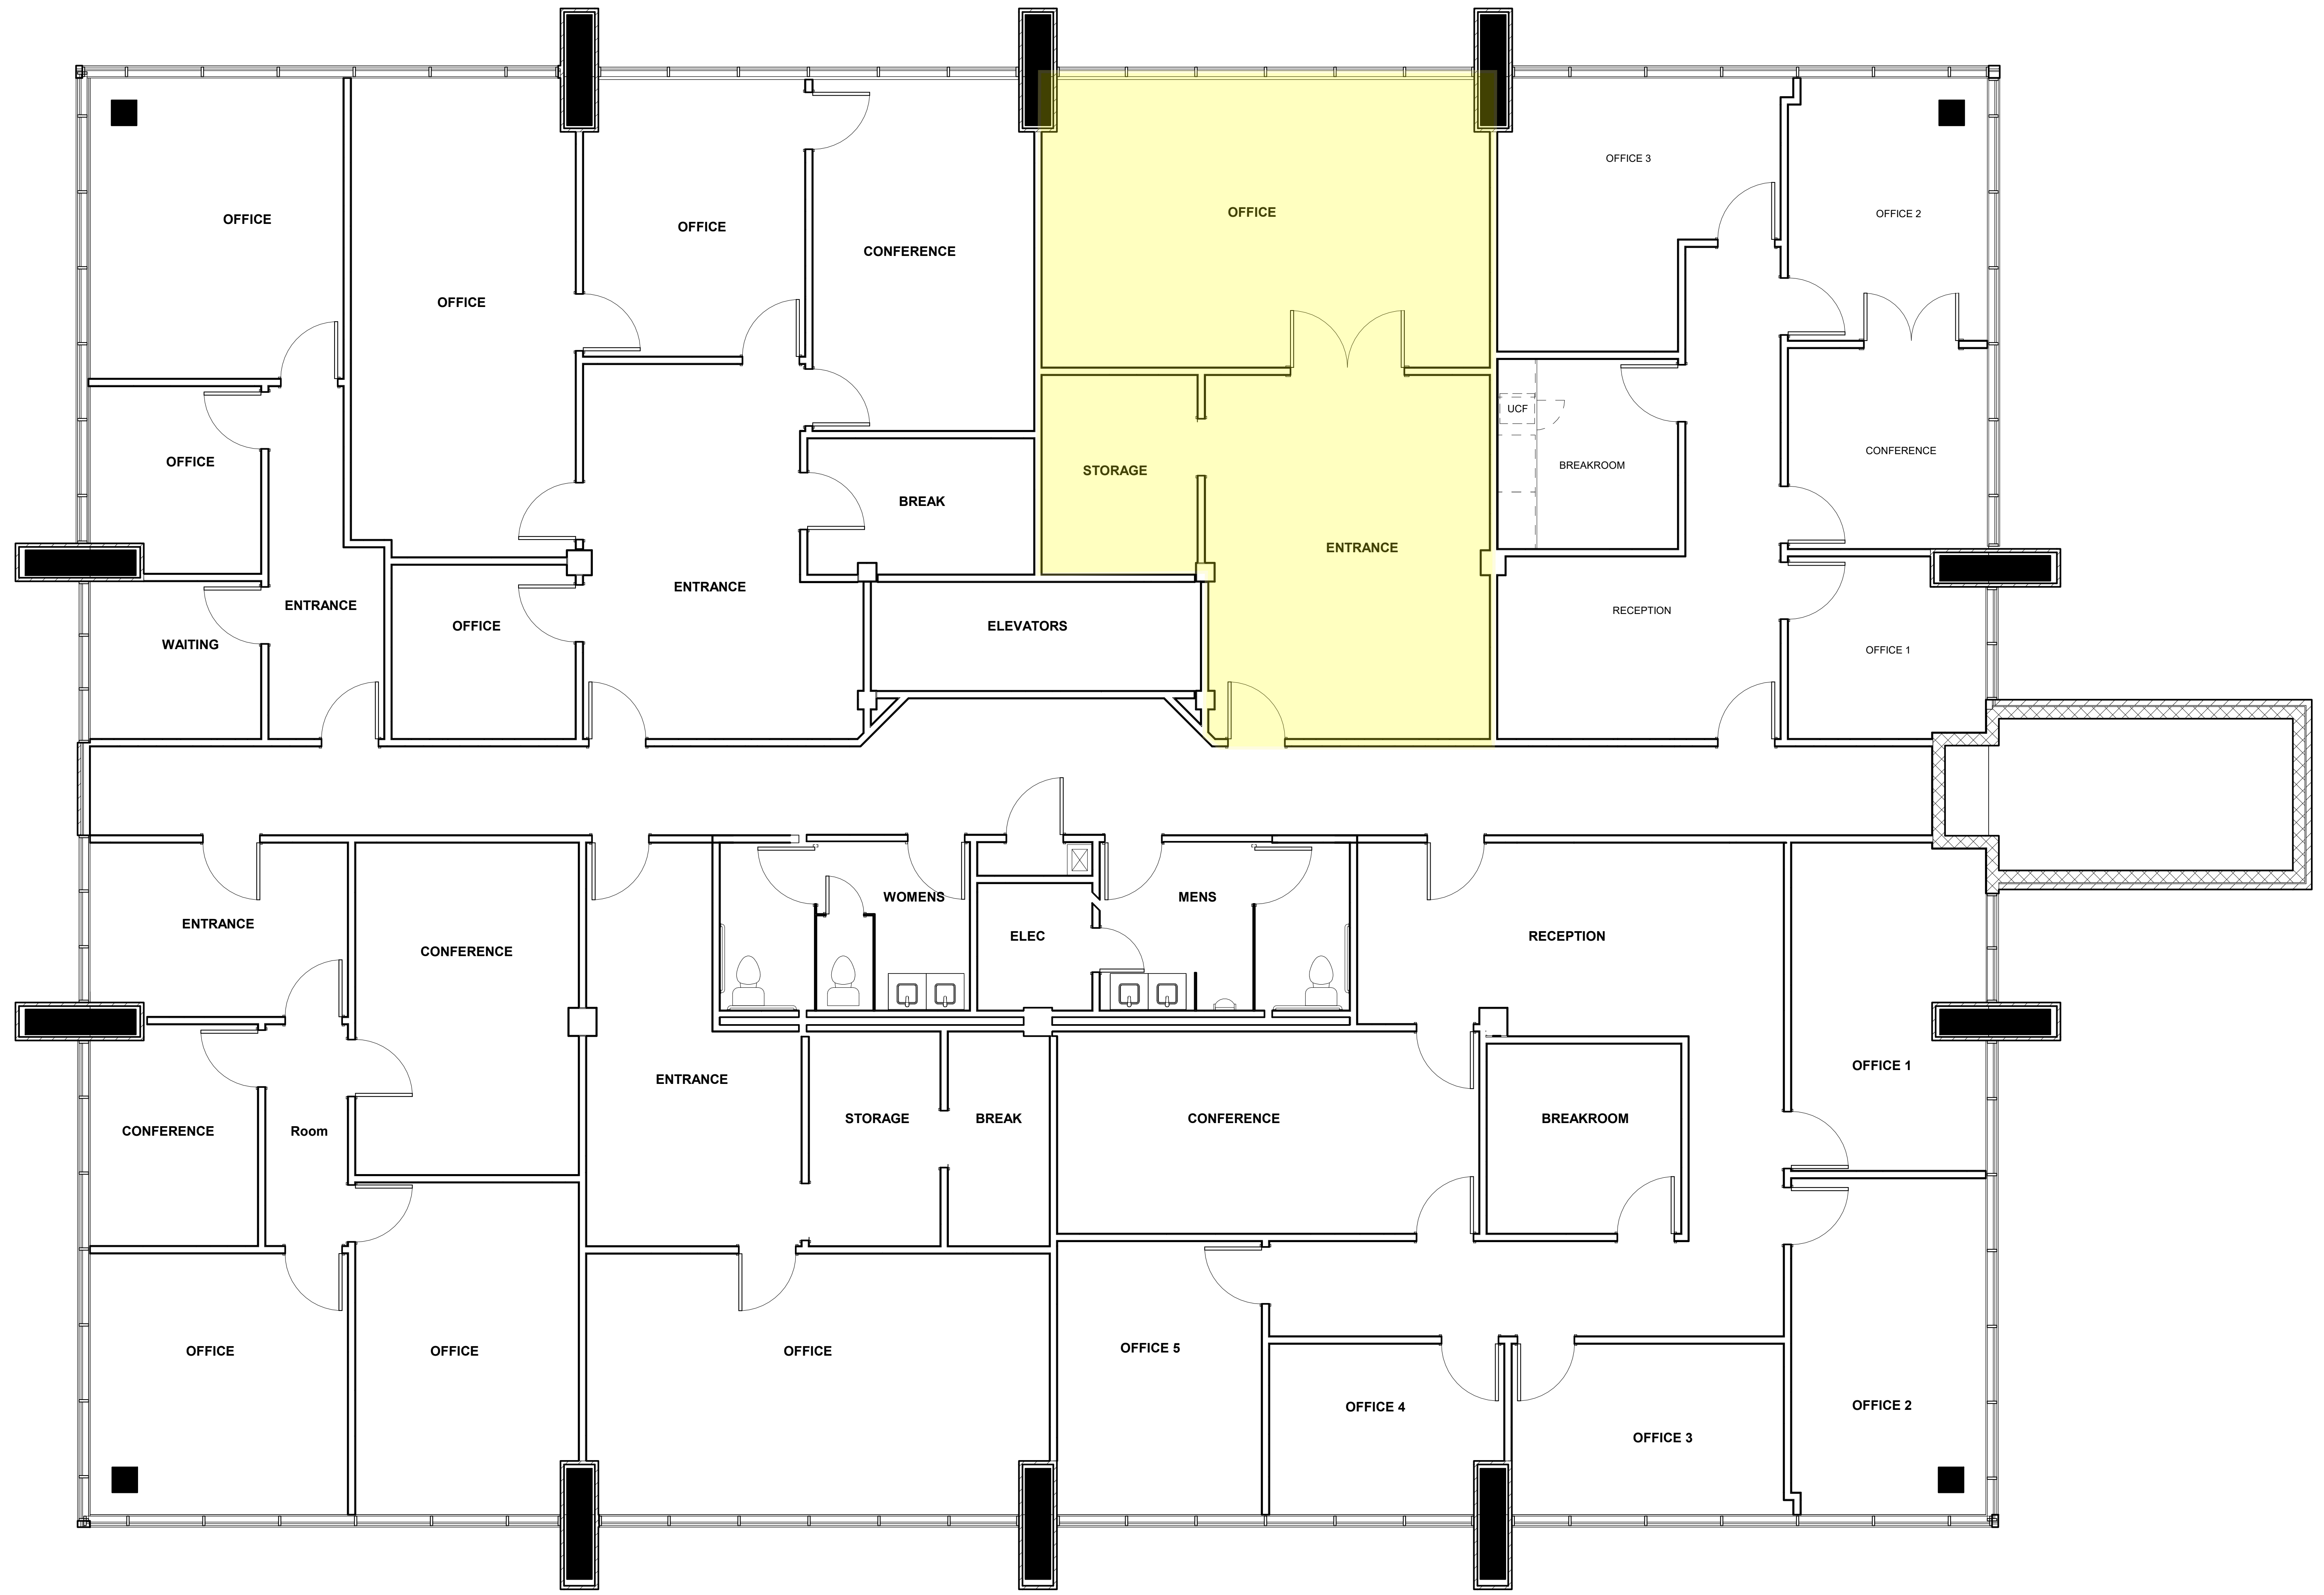 OFFICE 3
OFFICE 2
OFFICE
OFFICE
OFFICE
CONFERENCE
OFFICE
OFFICE
UCF
CONFERENCE
OFFICE
BREAKROOM
STORAGE
BREAK
ENTRANCE
ENTRANCE
RECEPTION
ENTRANCE
OFFICE
ELEVATORS
WAITING
OFFICE 1
WOMENS
MENS
ENTRANCE
ELEC
RECEPTION
CONFERENCE
OFFICE 1
ENTRANCE
STORAGE
BREAK
CONFERENCE
BREAKROOM
CONFERENCE
Room
OFFICE
OFFICE
OFFICE
OFFICE 5
OFFICE 4
OFFICE 2
OFFICE 3